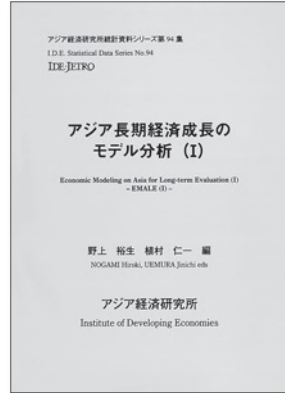 アジア経済研究所統計資料シリーズ第94集
I.D.E. Statistical Data Series No.94
IDE-JETRO
アジア長期経済成長の
モデル分析（I）
Economic Modeling on Asia for Long-term Evaluation (I)
– EMALE (I) –
野上 裕生 植村 仁一 編
NOGAMI Hiroki, UEMURA Jinichi eds
アジア経済研究所
Institute of Developing Economies